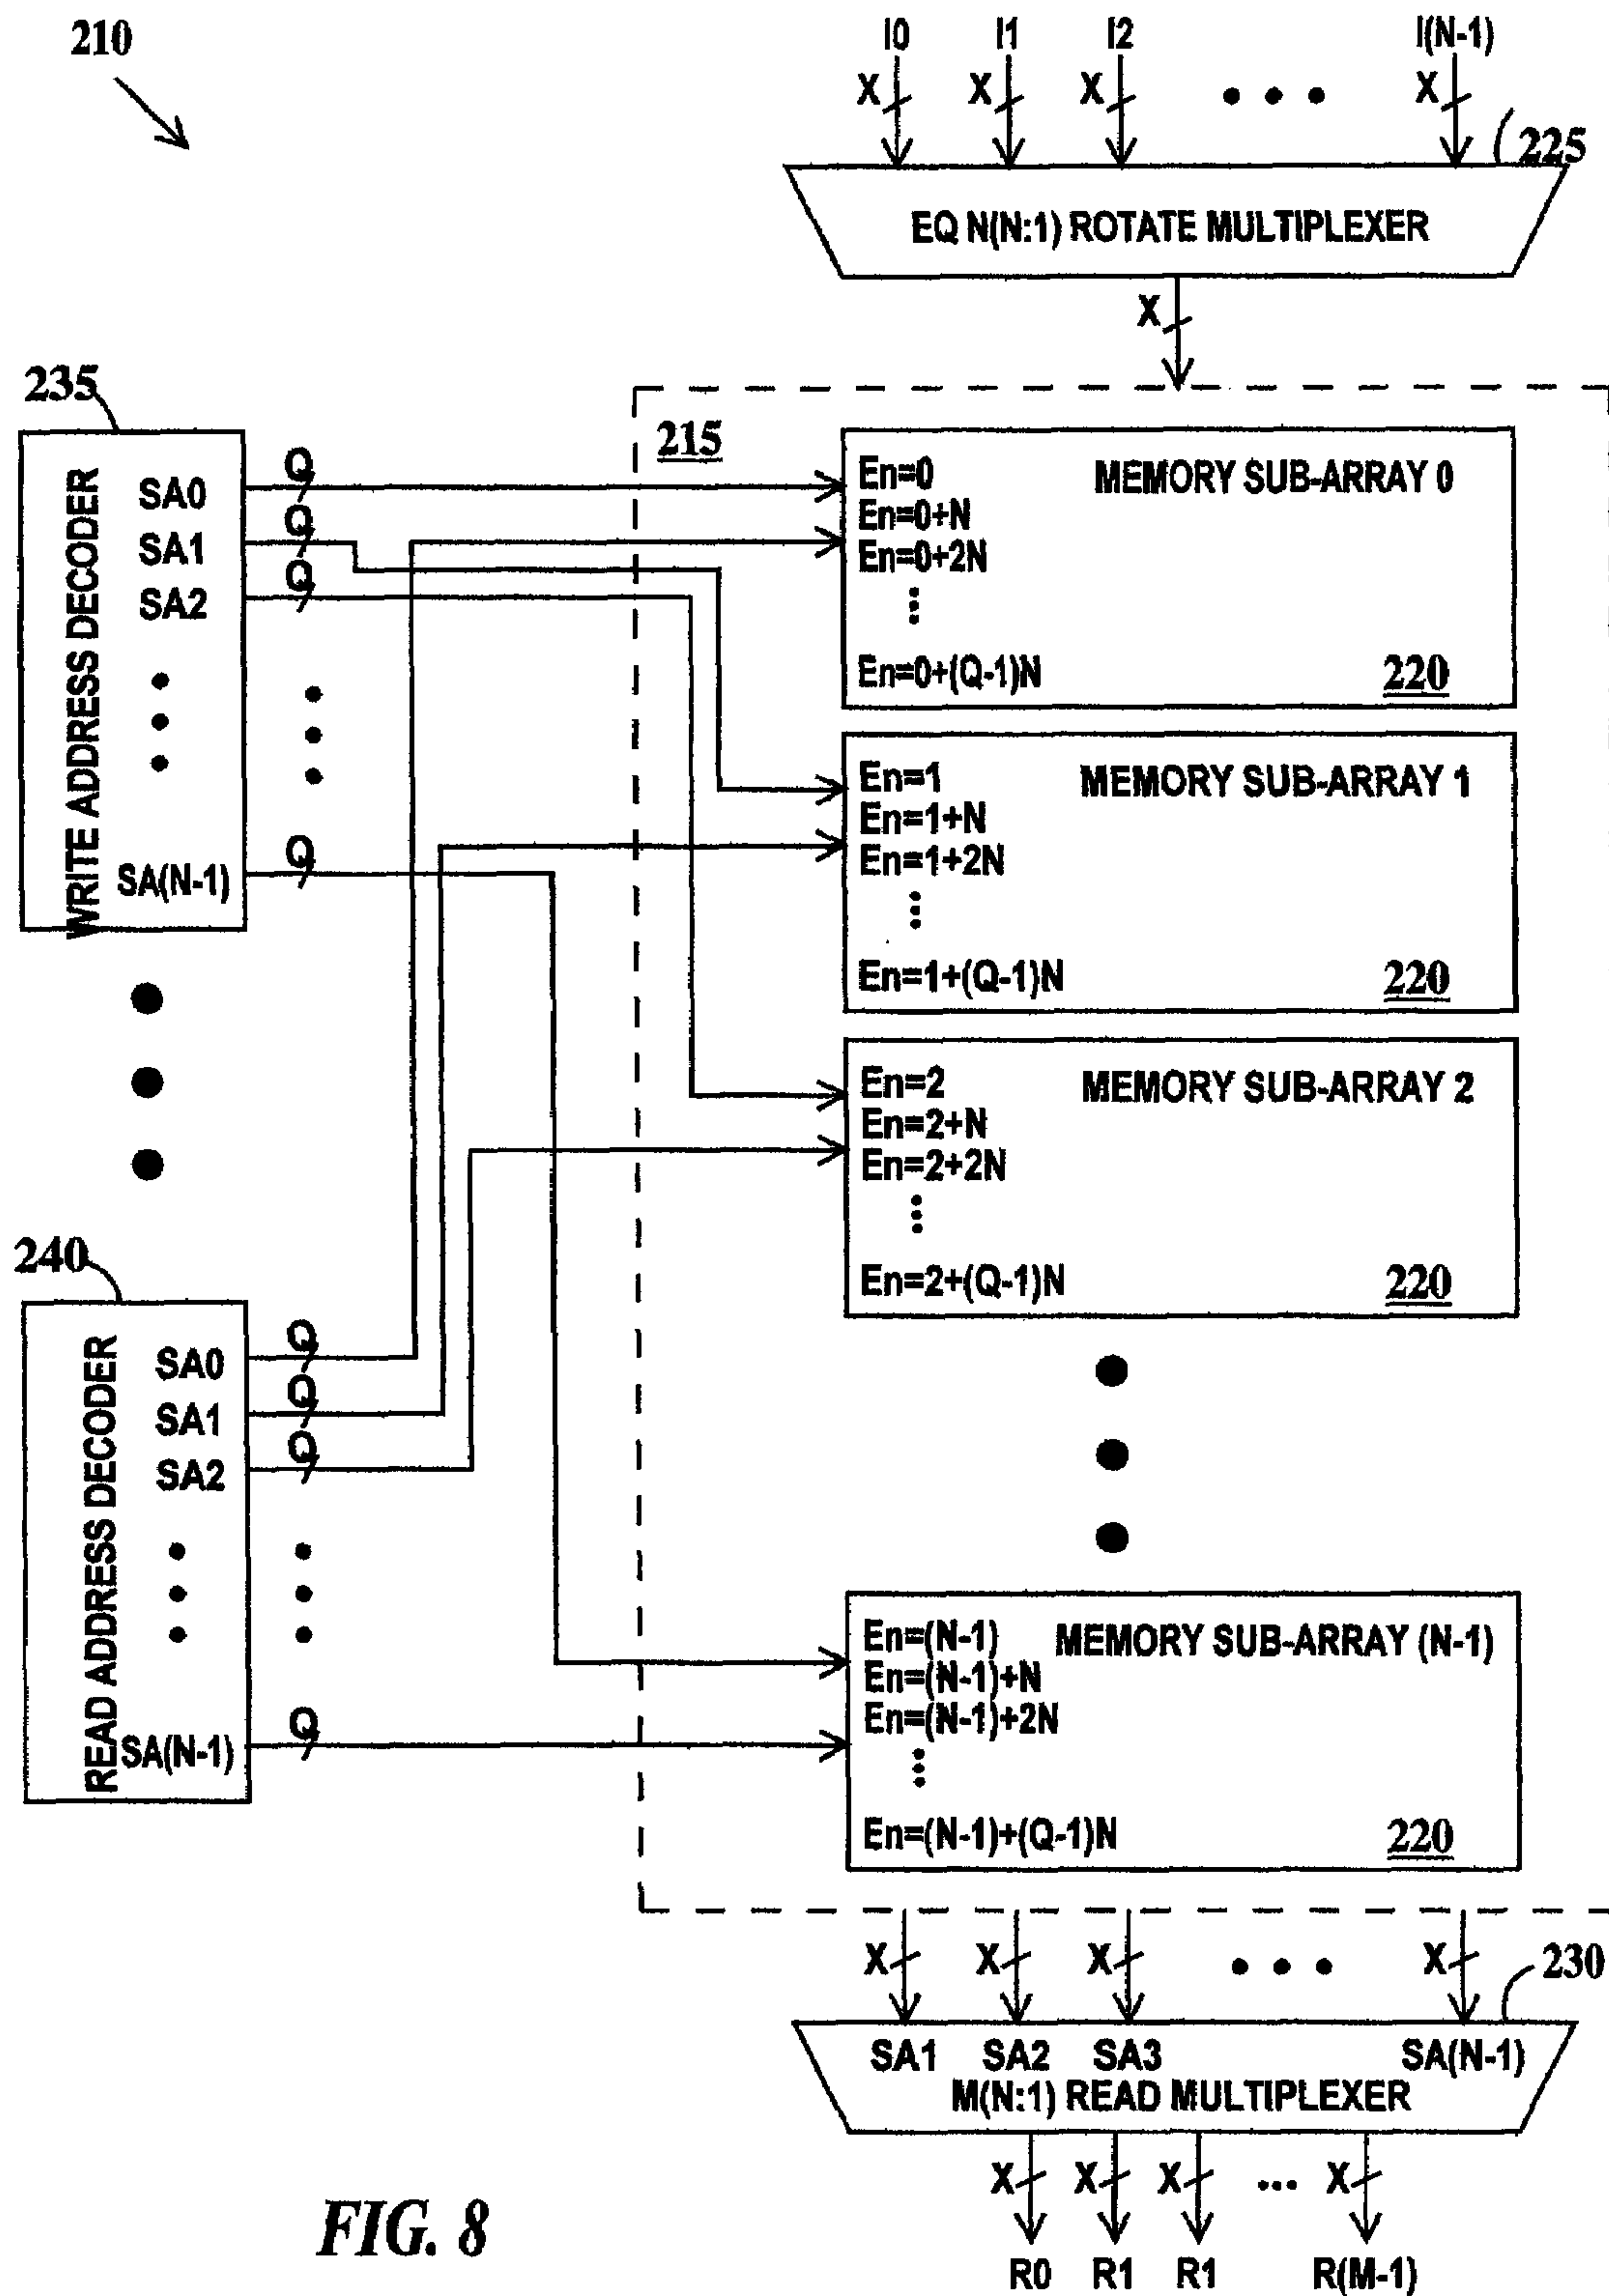 210
I0 I1 I2 I(N-1)
X X X • • • X
225
EQ N(N:1) ROTATE MULTIPLEXER
X
235
WRITE ADDRESS DECODER
SA0
SA1
SA2
SA(N-1)
Q
Q
Q
Q
215
En=0 MEMORY SUB-ARRAY 0
En=0+N
En=0+2N
...
En=0+(Q-1)N 220
En=1 MEMORY SUB-ARRAY 1
En=1+N
En=1+2N
...
En=1+(Q-1)N 220
En=2 MEMORY SUB-ARRAY 2
En=2+N
En=2+2N
...
En=2+(Q-1)N 220
240
READ ADDRESS DECODER
SA0
SA1
SA2
SA(N-1)
Q
Q
Q
Q
En=(N-1) MEMORY SUB-ARRAY (N-1)
En=(N-1)+N
En=(N-1)+2N
...
En=(N-1)+(Q-1)N 220
X X X • • • X
230
SA1 SA2 SA3 SA(N-1)
M(N:1) READ MULTIPLEXER
X X X ... X
R0 R1 R1 R(M-1)
FIG. 8